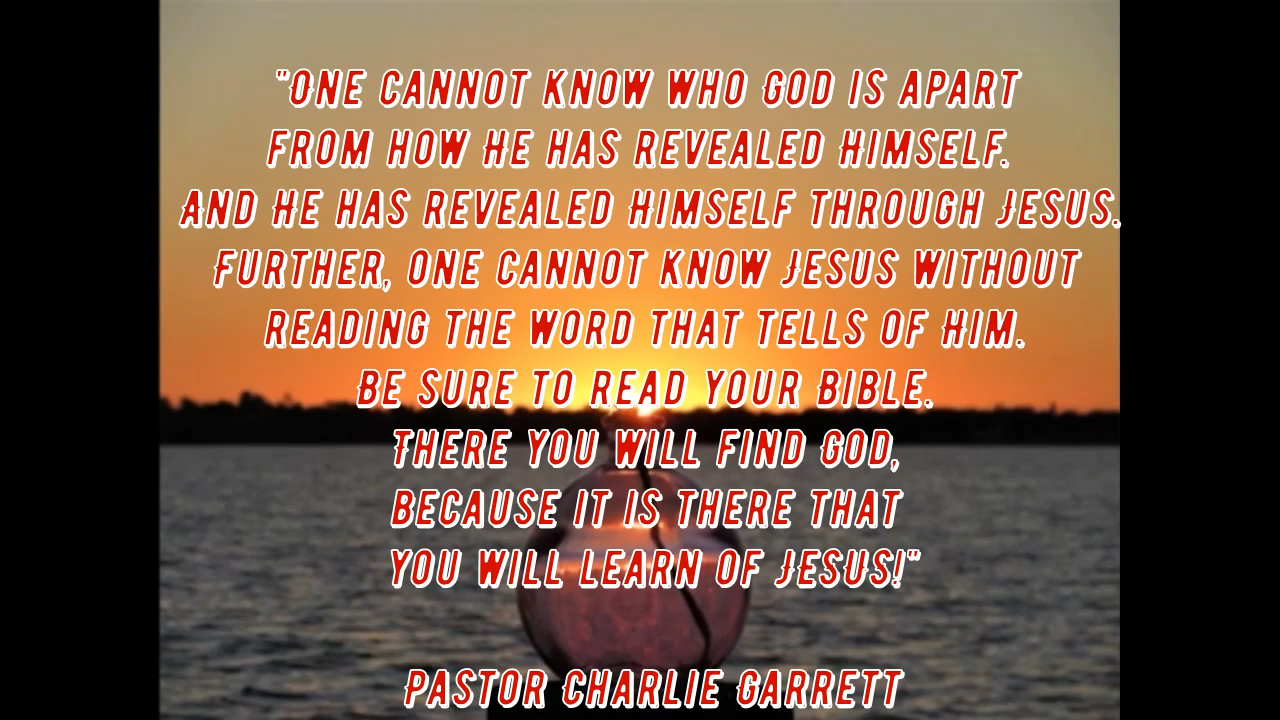 "One cannot know who God is apart
from how He has revealed Himself.
And He has revealed Himself through Jesus.
Further, one cannot know Jesus without
reading the word that tells of Him.
Be sure to read your Bible.
There you will find God,
because it is there that
you will learn of Jesus!"
Pastor Charlie Garrett